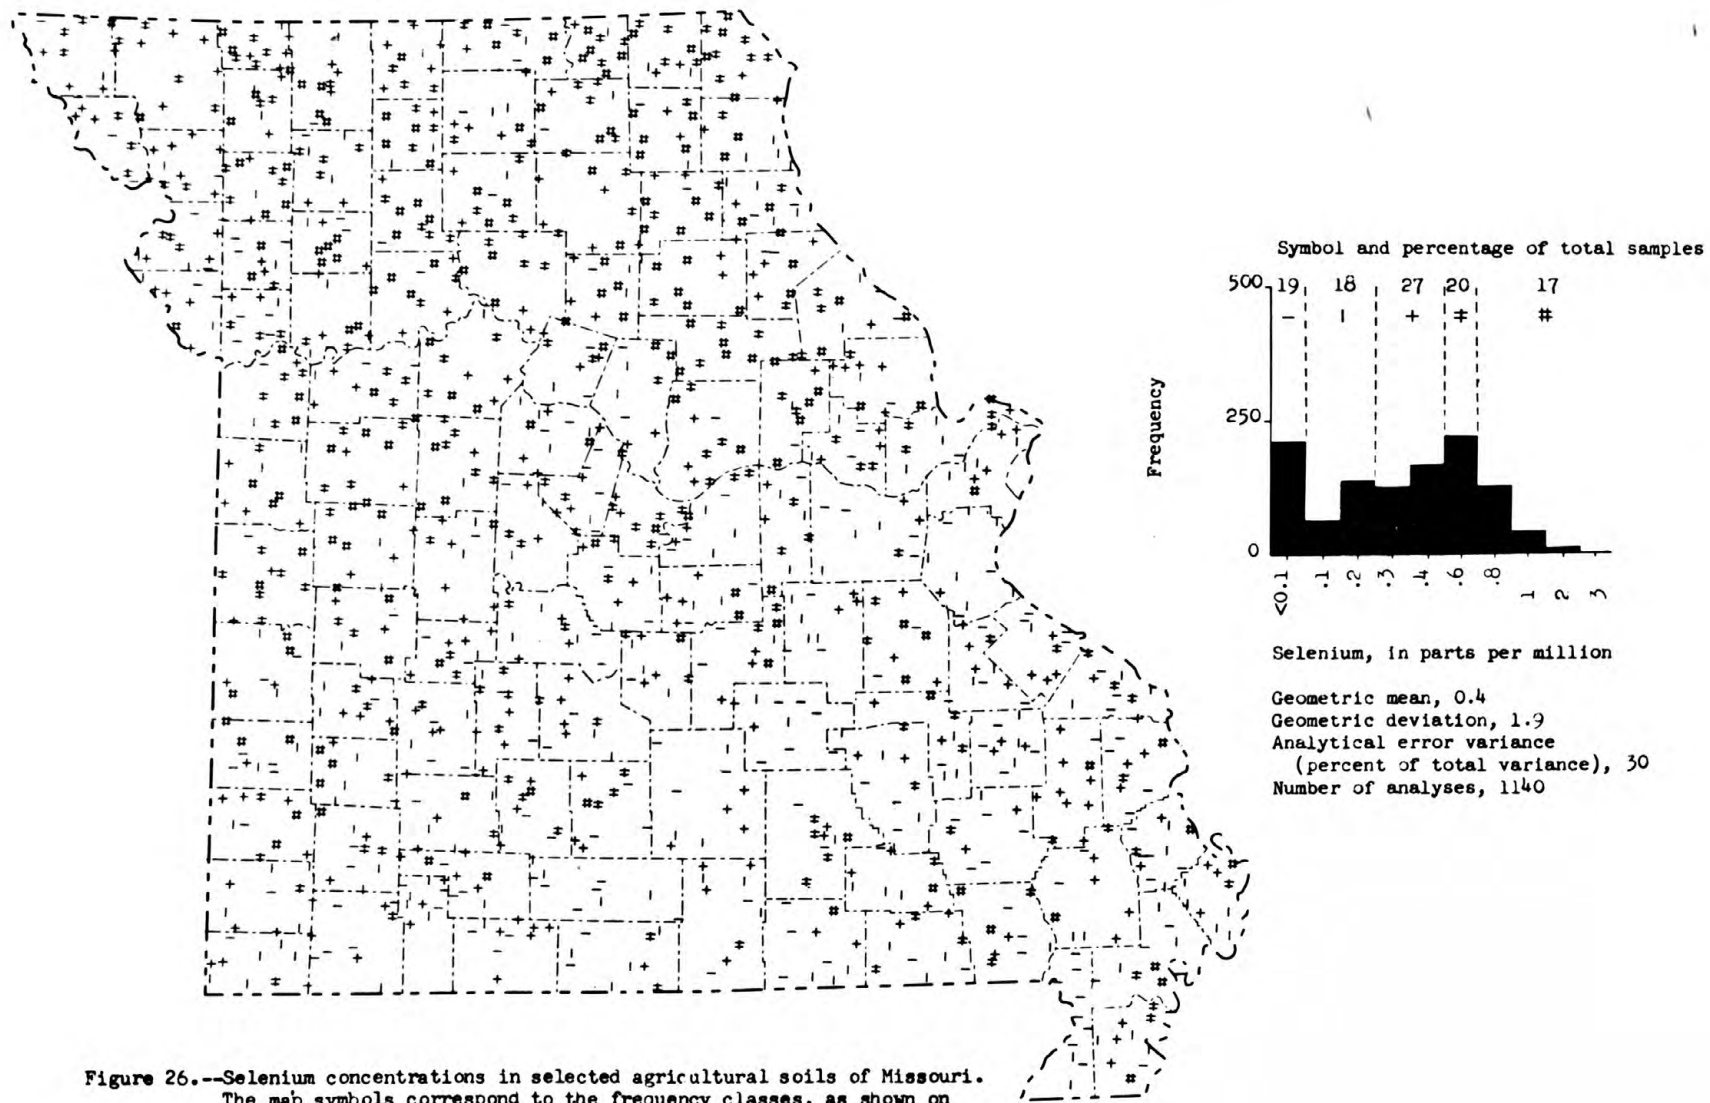 Symbol and percentage of total samples
500 19 18 27 20 17
- ı + ‡ #
Frequency
250
0
<0.1 .1 .2 .3 .4 .6 .8 1 2 3
Selenium, in parts per million
Geometric mean, 0.4
Geometric deviation, 1.9
Analytical error variance
(percent of total variance), 30
Number of analyses, 1140
Figure 26.--Selenium concentrations in selected agricultural soils of Missouri.
The map symbols correspond to the frequency classes, as shown on